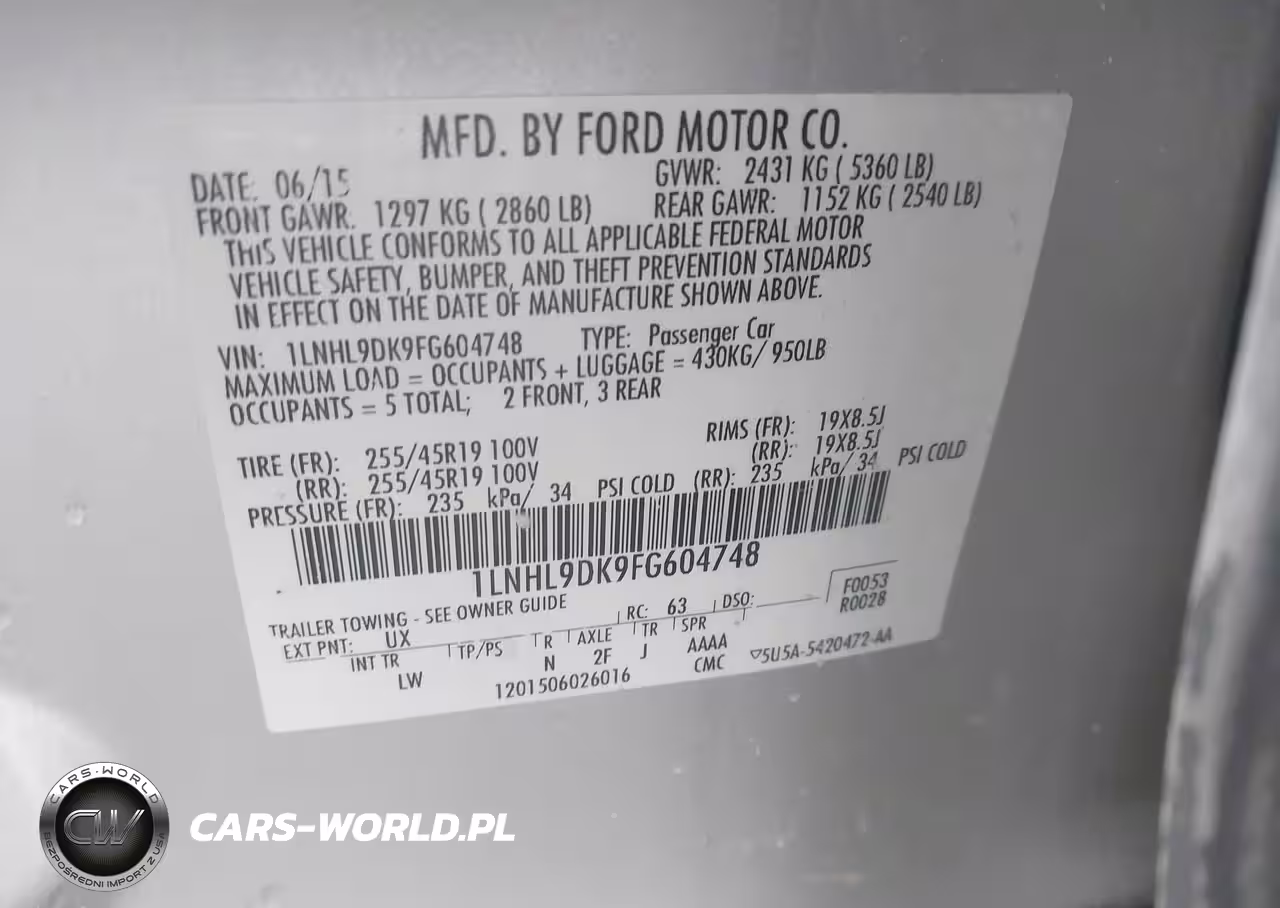 MFD. BY FORD MOTOR CO.
DATE: 06/15 GVWR: 2431 KG ( 5360 LB)
FRONT GAWR: 1297 KG ( 2860 LB) REAR GAWR: 1152 KG ( 2540 LB)
THIS VEHICLE CONFORMS TO ALL APPLICABLE FEDERAL MOTOR
VEHICLE SAFETY, BUMPER, AND THEFT PREVENTION STANDARDS
IN EFFECT ON THE DATE OF MANUFACTURE SHOWN ABOVE.
VIN: 1LNHL9DK9FG604748 TYPE: Passenger Car
MAXIMUM LOAD = OCCUPANTS + LUGGAGE = 430KG/ 950LB
OCCUPANTS = 5 TOTAL; 2 FRONT, 3 REAR
TIRE (FR): 255/45R19 100V RIMS (FR): 19X8.5J
(RR): 255/45R19 100V (RR): 19X8.5J
PRESSURE (FR): 235 kPa/ 34 PSI COLD (RR): 235 kPa/ 34 PSI COLD
1LNHL9DK9FG604748
TRAILER TOWING - SEE OWNER GUIDE
EXT PNT: UX RC: 63 DSO: F0053
R0028
INT TR TP/PS R AXLE TR SPR
LW N 2F J AAAA
1201506026016 CMC ▽5U5A-5420472-AA
CARS-WORLD
CW
BEZPOŚREDNI IMPORT Z USA
CARS-WORLD.PL